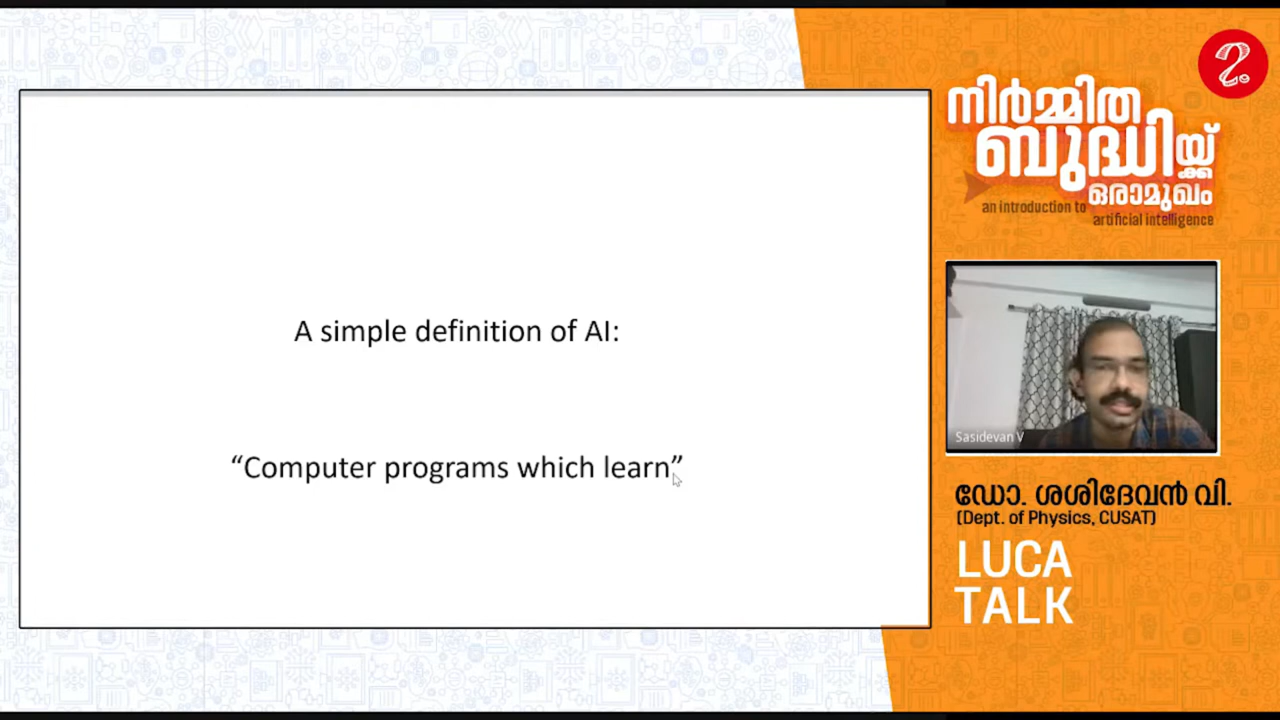 A simple definition of AI:
“Computer programs which learn”
നിർമ്മിത
ബുദ്ധിയ്ക്ക്
ഒരാമുഖം
an introduction to
artificial intelligence
Sasidevan V
ഡോ. ശശിദേവൻ വി.
(Dept. of Physics, CUSAT)
LUCA
TALK